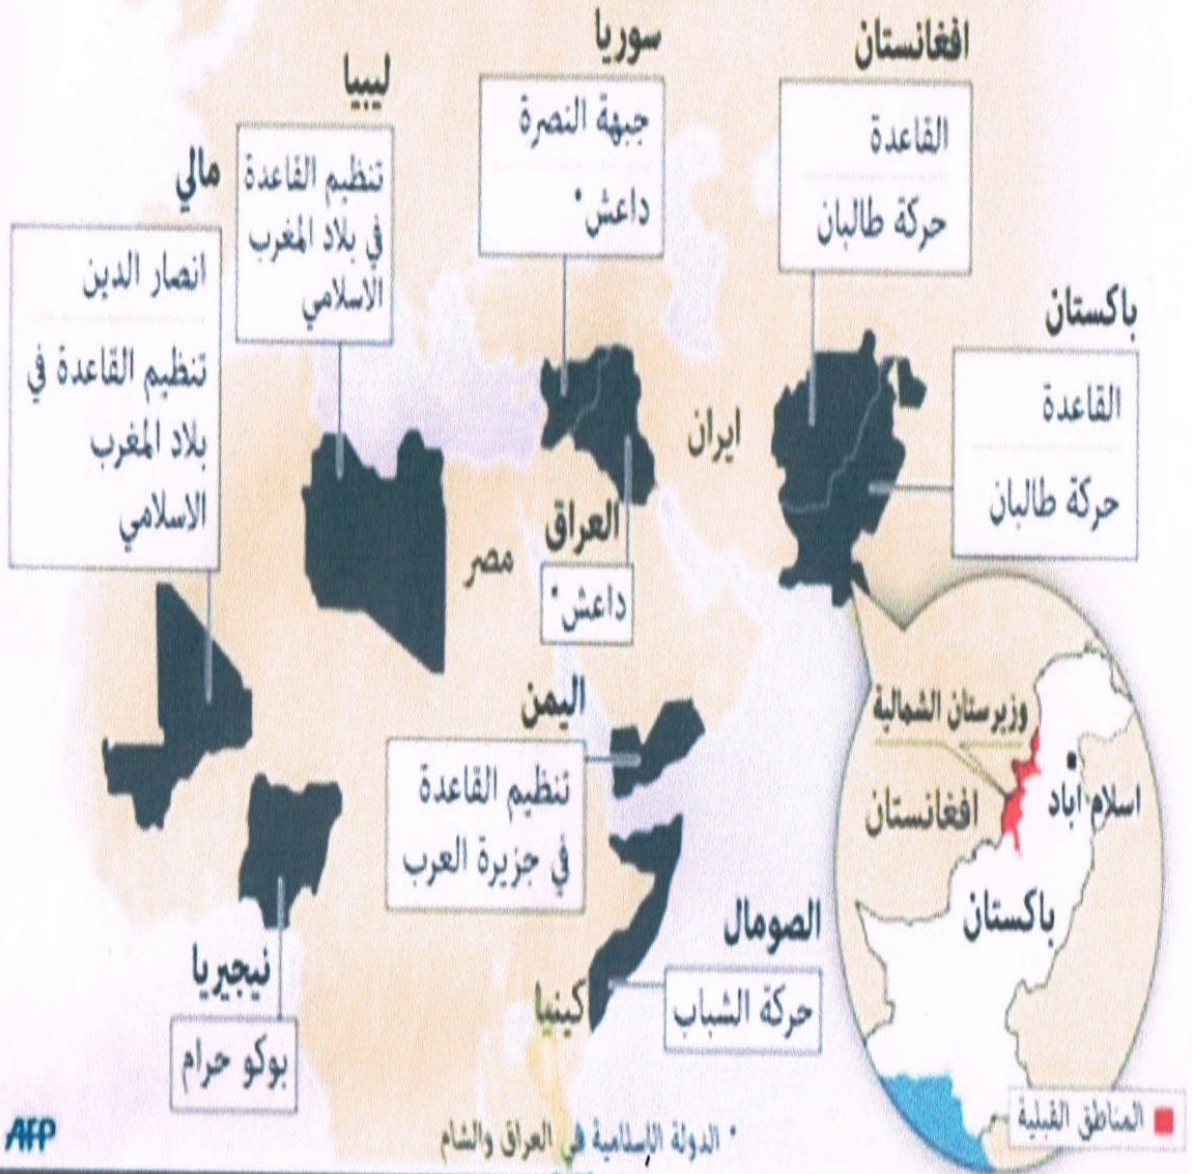 افغانستان
القاعدة
حركة طالبان
سوريا
جبهة النصرة
داعش*
ليبيا
تنظيم القاعدة
في بلاد المغرب
الاسلامي
مالي
انصار الدين
تنظيم القاعدة في
بلاد المغرب
الاسلامي
باكستان
القاعدة
حركة طالبان
ايران
العراق
داعش*
مصر
اليمن
تنظيم القاعدة
في جزيرة العرب
وزيرستان الشمالية
اسلام آباد
افغانستان
باكستان
الصومال
حركة الشباب
كينيا
نيجيريا
بوكو حرام
المناطق القبلية
* الدولة الإسلامية في العراق والشام
AFP